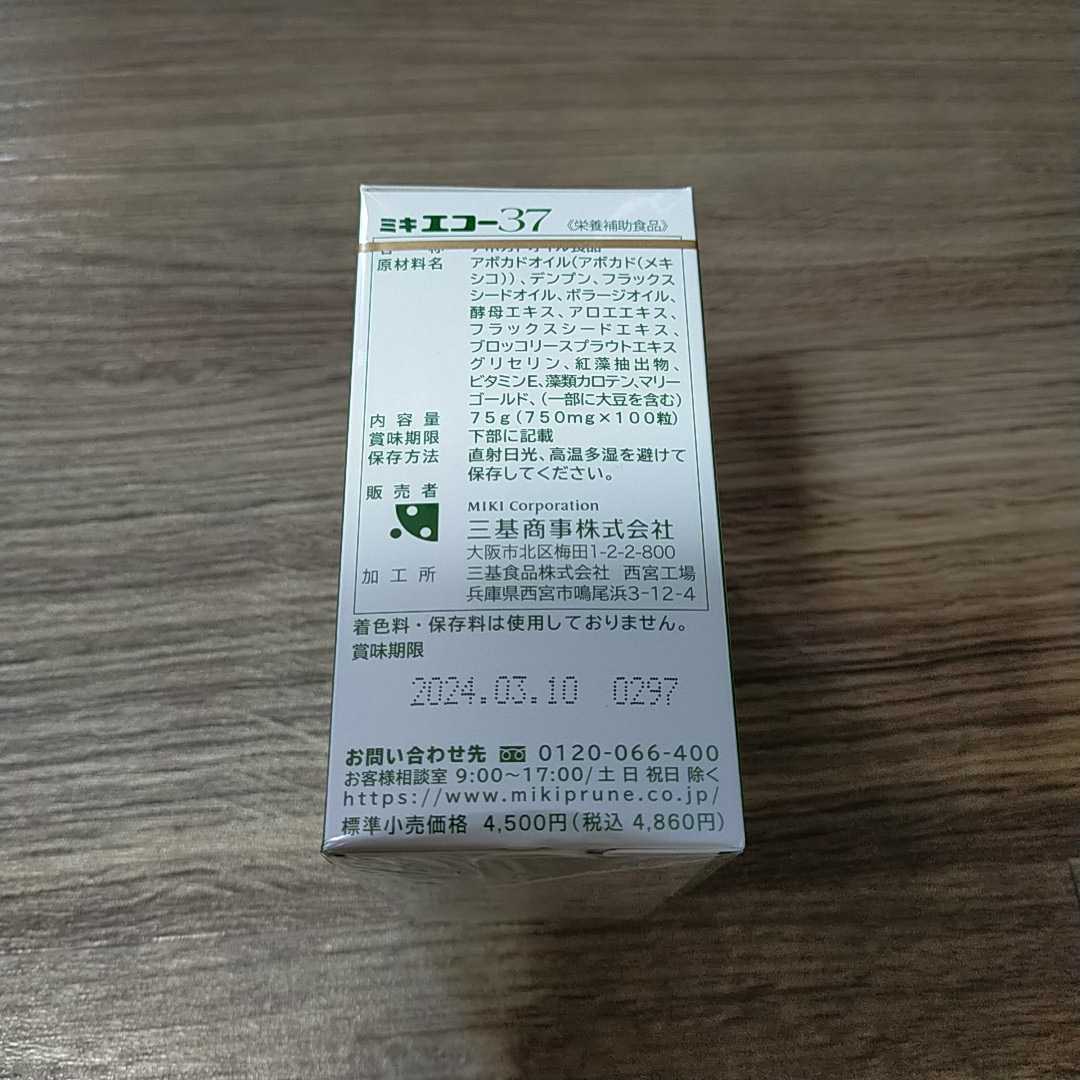 ミキエコー37 《栄養補助食品》
原材料名 アボカドオイル(アボカド(メキ
シコ))、デンプン、フラックス
シードオイル、ボラージオイル、
酵母エキス、アロエエキス、
フラックスシードエキス、
ブロッコリースプラウトエキス
グリセリン、紅藻抽出物、
ビタミンE、藻類カロテン、マリー
ゴールド、(一部に大豆を含む)
内容量 75g(750mg×100粒)
賞味期限 下部に記載
保存方法 直射日光、高温多湿を避けて
保存してください。
販売者 MIKI Corporation
三基商事株式会社
大阪市北区梅田1-2-2-800
加工所 三基食品株式会社 西宮工場
兵庫県西宮市鳴尾浜3-12-4
着色料・保存料は使用しておりません。
賞味期限
2024.03.10 0297
お問い合わせ先 0120-066-400
お客様相談室 9:00~17:00/土 日 祝日 除く
https://www.mikiprune.co.jp/
標準小売価格 4,500円(税込 4,860円)